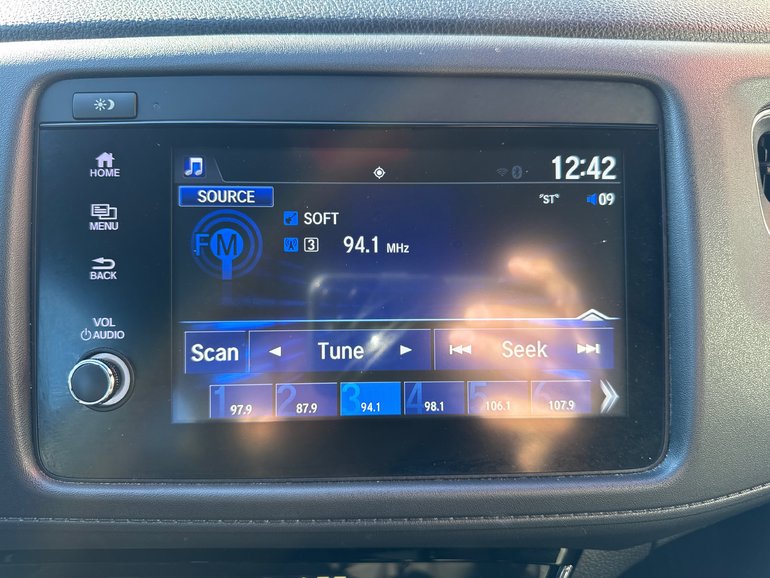 12:42
HOME
SOURCE
"ST" 09
MENU
FM
SOFT
3 94.1 MHz
BACK
VOL
AUDIO
Scan Tune Seek
1 97.9 2 87.9 3 94.1 4 98.1 5 106.1 6 107.9